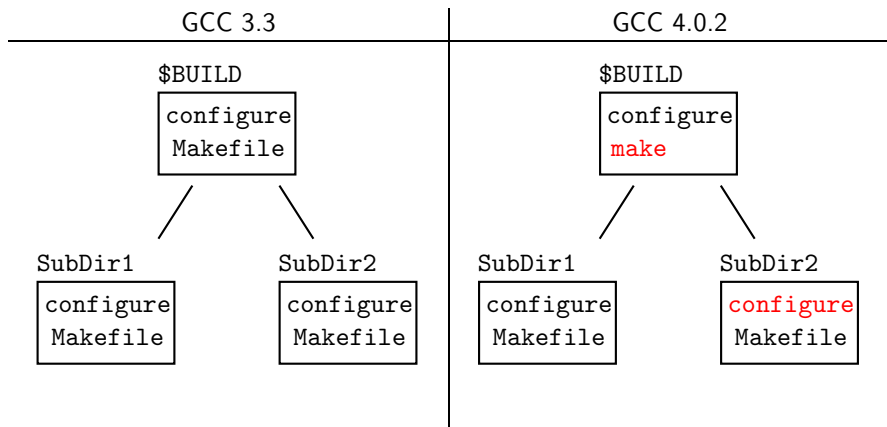 GCC 3.3
GCC 4.0.2
$BUILD
configure
Makefile
SubDir1
configure
Makefile
SubDir2
configure
Makefile
$BUILD
configure
make
SubDir1
configure
Makefile
SubDir2
configure
Makefile